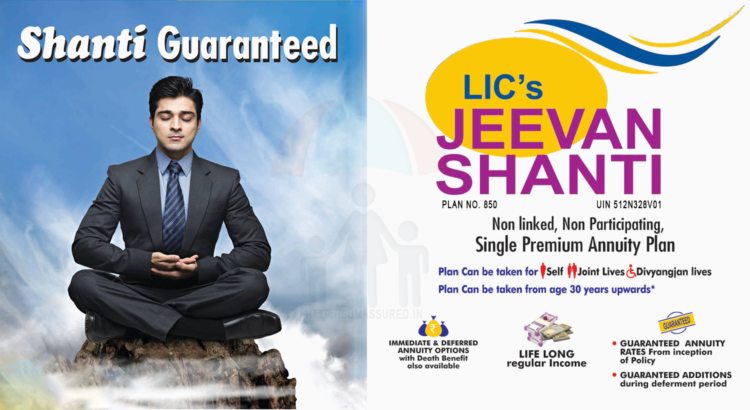 Shanti Guaranteed
LIC's
JEEVAN
SHANTI
PLAN NO. 850 UIN 512N328V01
Non linked, Non Participating,
Single Premium Annuity Plan
Plan Can be taken for Self Joint Lives Divyangjan lives
Plan Can be taken from age 30 years upwards*
IMMEDIATE & DEFERRED
ANNUITY OPTIONS
with Death Benefit
also available
LIFE LONG
regular Income
GUARANTEED
• GUARANTEED ANNUITY
RATES From inception
of Policy
• GUARANTEED ADDITIONS
during deferment period